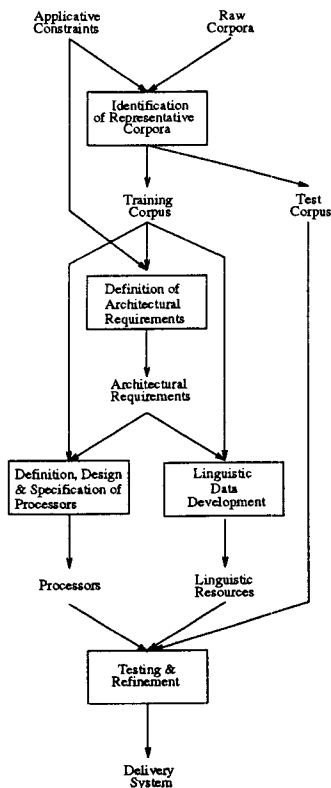 Applicative
Constraints
Raw
Corpora
Identification
of Representative
Corpora
Training
Corpus
Test
Corpus
Definition of
Architectural
Requirements
Architectural
Requirements
Definition, Design
& Specification of
Processors
Linguistic
Data
Development
Processors
Linguistic
Resources
Testing &
Refinement
Delivery
System